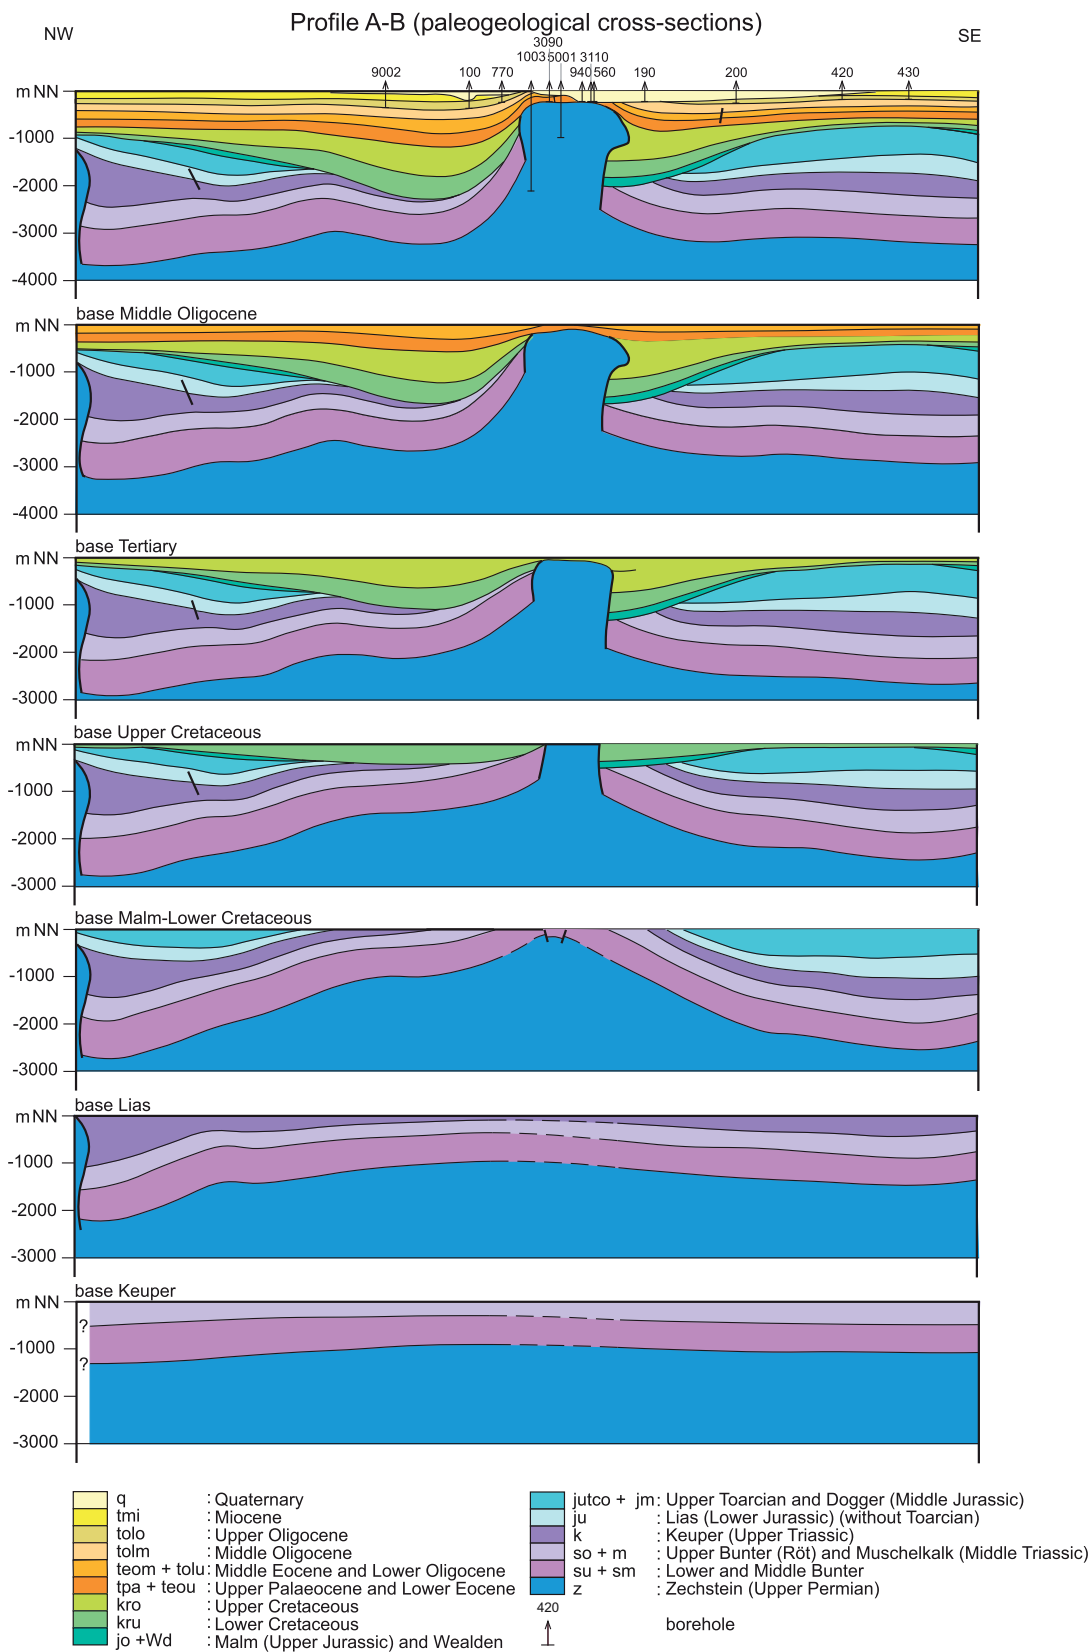 Profile A-B (paleogeological cross-sections)
NW
SE
3090
1003 5001 3110
9002 100 770 940 560 190 200 420 430
m NN
-1000
-2000
-3000
-4000
base Middle Oligocene
m NN
-1000
-2000
-3000
-4000
base Tertiary
m NN
-1000
-2000
-3000
base Upper Cretaceous
m NN
-1000
-2000
-3000
base Malm-Lower Cretaceous
m NN
-1000
-2000
-3000
base Lias
m NN
-1000
-2000
-3000
base Keuper
m NN
?
-1000
?
-2000
-3000
q : Quaternary
tmi : Miocene
tolo : Upper Oligocene
tolm : Middle Oligocene
teom + tolu : Middle Eocene and Lower Oligocene
tpa + teou : Upper Palaeocene and Lower Eocene
kro : Upper Cretaceous
kru : Lower Cretaceous
jo +Wd : Malm (Upper Jurassic) and Wealden
jutco + jm : Upper Toarcian and Dogger (Middle Jurassic)
ju : Lias (Lower Jurassic) (without Toarcian)
k : Keuper (Upper Triassic)
so + m : Upper Bunter (Röt) and Muschelkalk (Middle Triassic)
su + sm : Lower and Middle Bunter
z : Zechstein (Upper Permian)
420
borehole